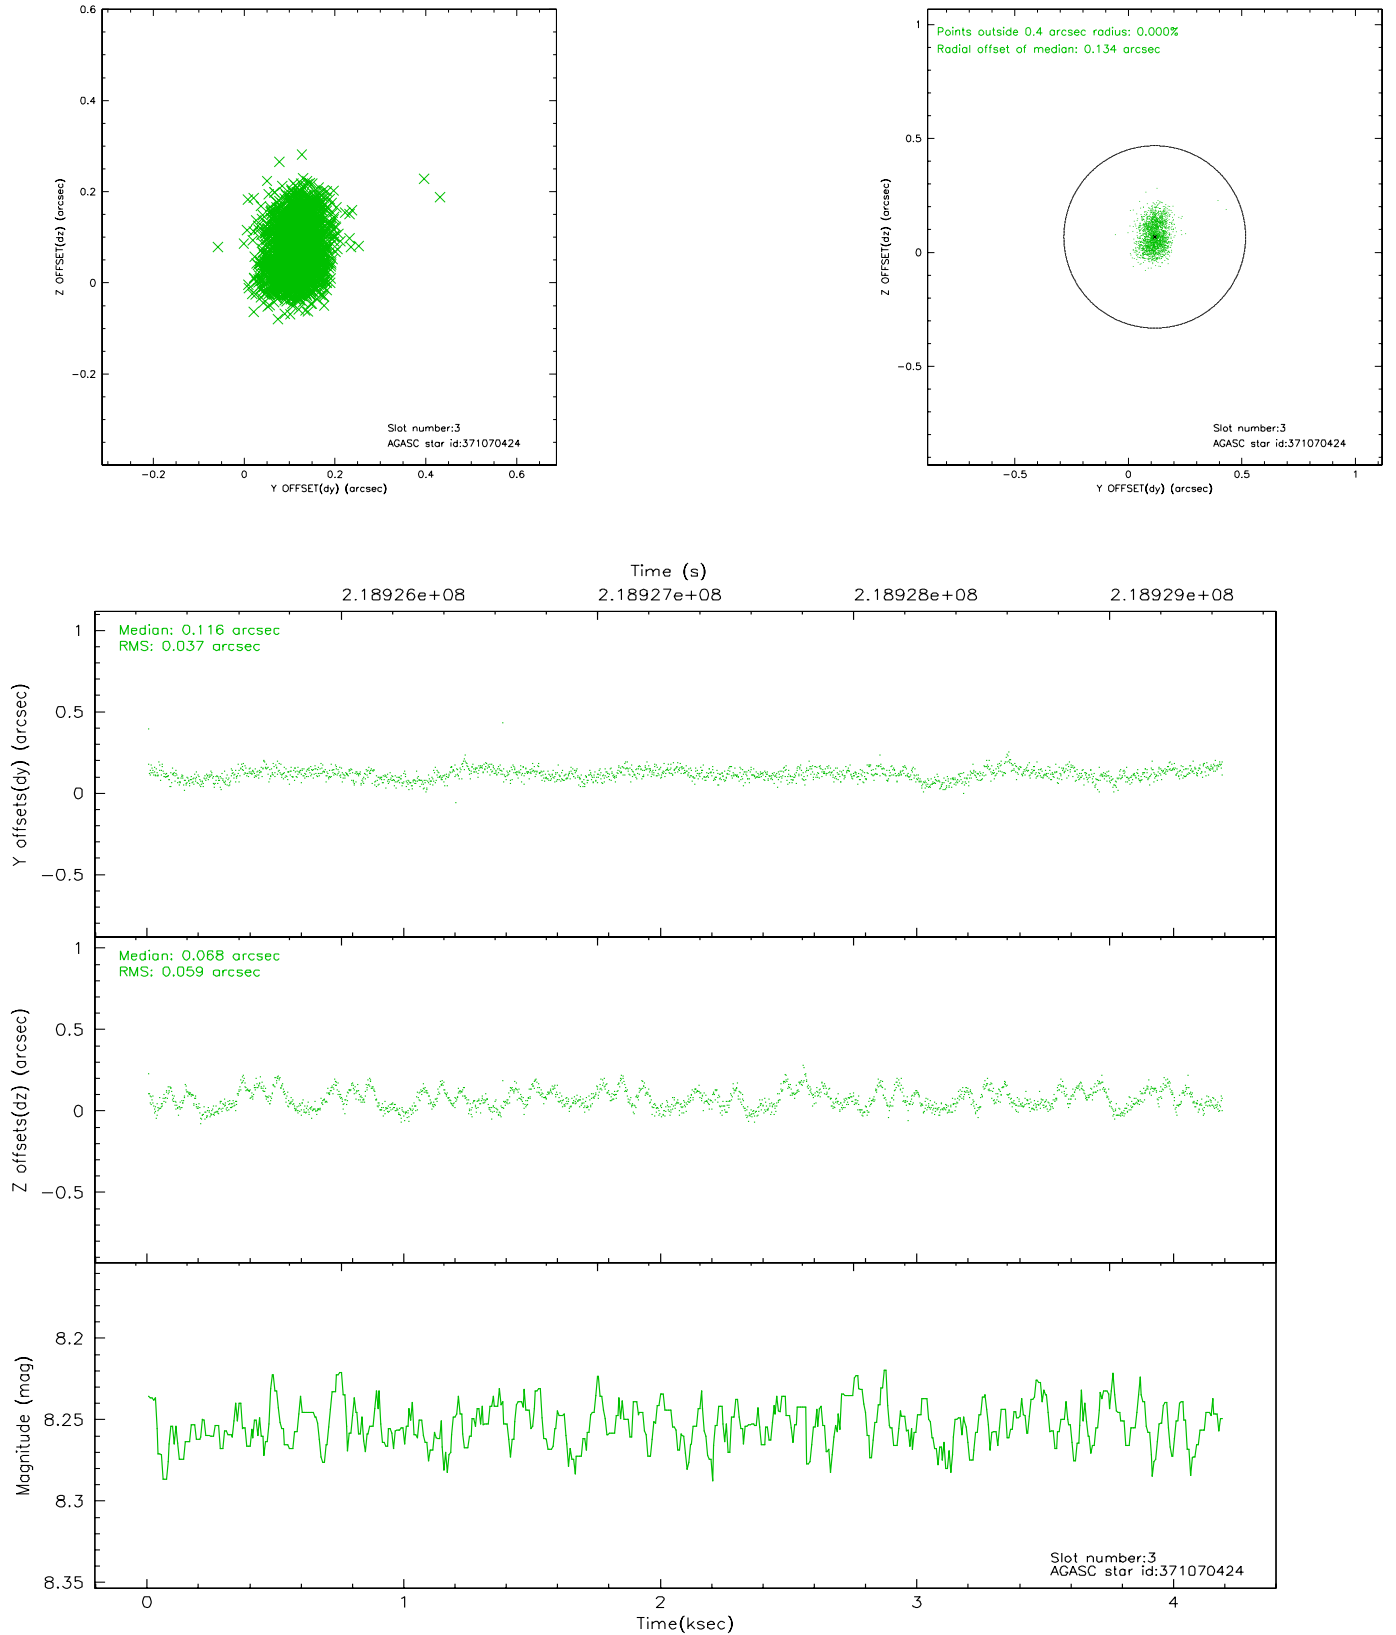 0.6
0.4
0.2
0
−0.2
−0.2
0
0.2
0.4
0.6
Z OFFSET(dz) (arcsec)
Y OFFSET(dy) (arcsec)
Slot number:3
AGASC star id:371070424
Points outside 0.4 arcsec radius: 0.000%
Radial offset of median: 0.134 arcsec
1
0.5
0
−0.5
−0.5
0
0.5
1
Z OFFSET(dz) (arcsec)
Y OFFSET(dy) (arcsec)
Slot number:3
AGASC star id:371070424
Time (s)
2.18926e+08
2.18927e+08
2.18928e+08
2.18929e+08
Median: 0.116 arcsec
RMS: 0.037 arcsec
1
0.5
0
−0.5
Y offsets(dy) (arcsec)
Median: 0.068 arcsec
RMS: 0.059 arcsec
1
0.5
0
−0.5
Z offsets(dz) (arcsec)
8.2
8.25
8.3
8.35
Magnitude (mag)
Slot number:3
AGASC star id:371070424
0
1
2
3
4
Time(ksec)